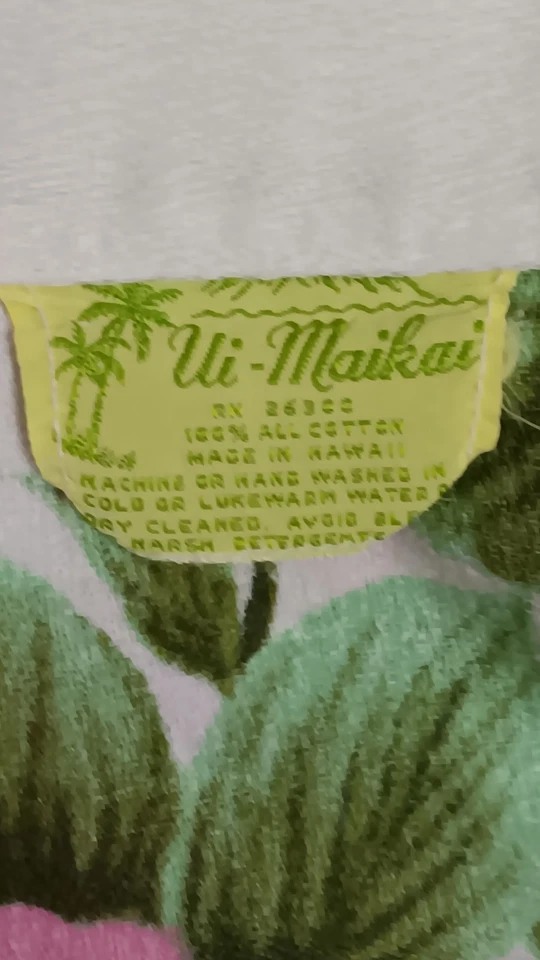 Ui-Maikai
RN 26300
100% ALL COTTON
MADE IN HAWAII
MACHINE OR HAND WASHED IN
COLD OR LUKEWARM WATER O
DRY CLEANED. AVOID BLE
HARSH DETERGENTS